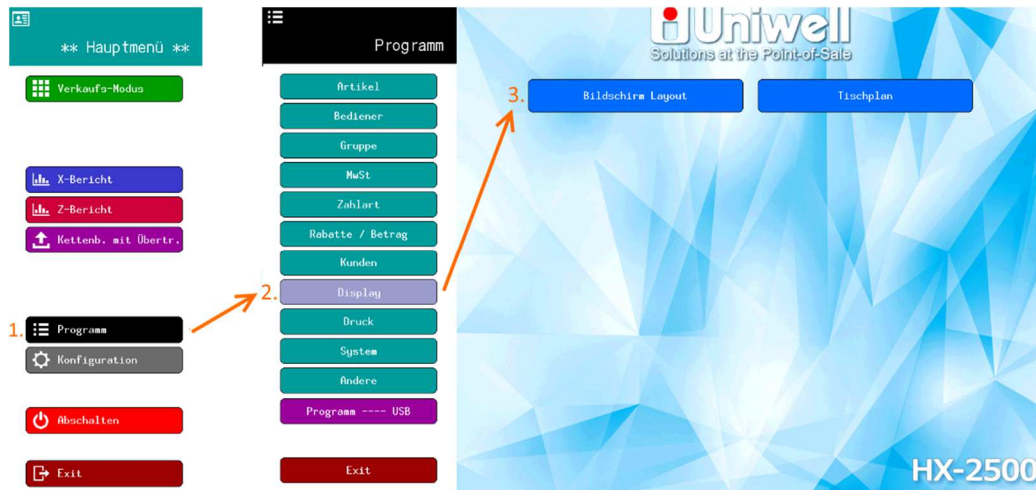 ** Hauptmenü **
Verkaufs-Modus
X-Bericht
Z-Bericht
Kettenb. mit Übertr.
1. Programm
Konfiguration
Abschalten
Exit
Programm
Artikel
Bediener
Gruppe
MwSt
Zahlart
Rabatte / Betrag
Kunden
2. Display
Druck
System
Andere
Programm ---- USB
Exit
Uniwell
Solutions at the Point-of-Sale
3. Bildschirm Layout
Tischplan
HX-2500